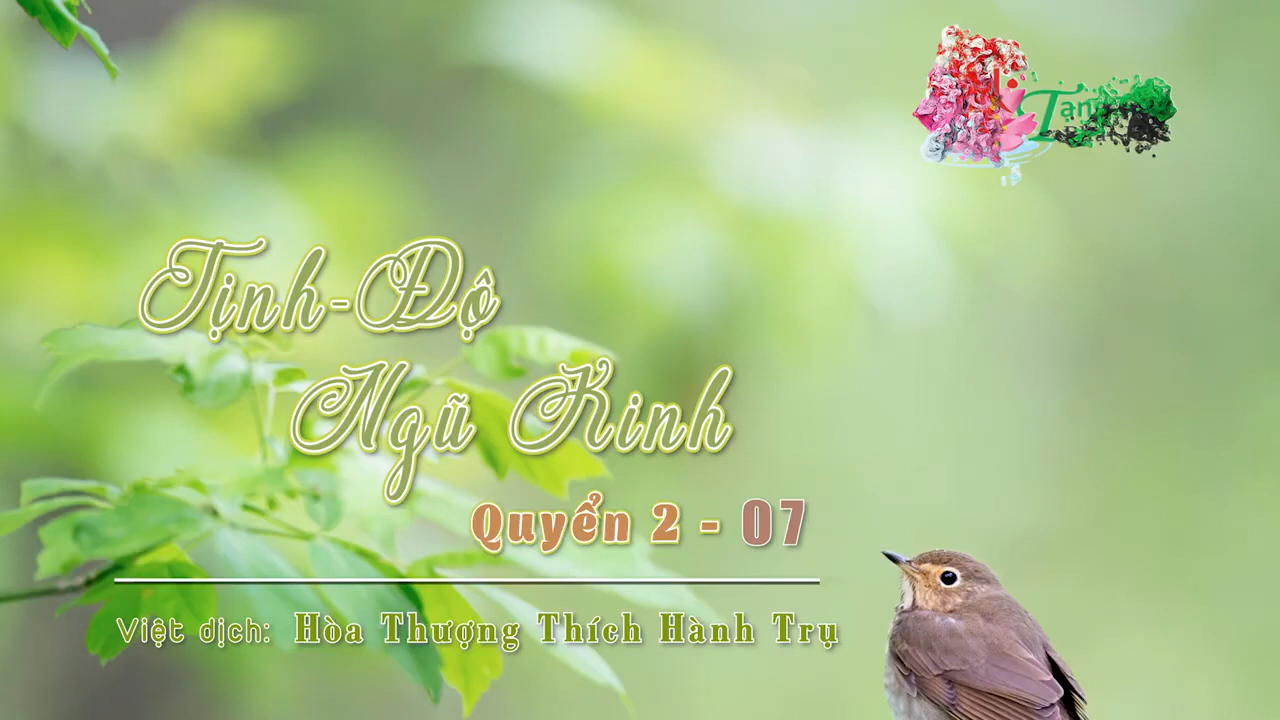 Tịnh-Độ
Ngũ Kinh
Quyển 2 - 07
Việt dịch: Hòa Thượng Thích Hành Trụ